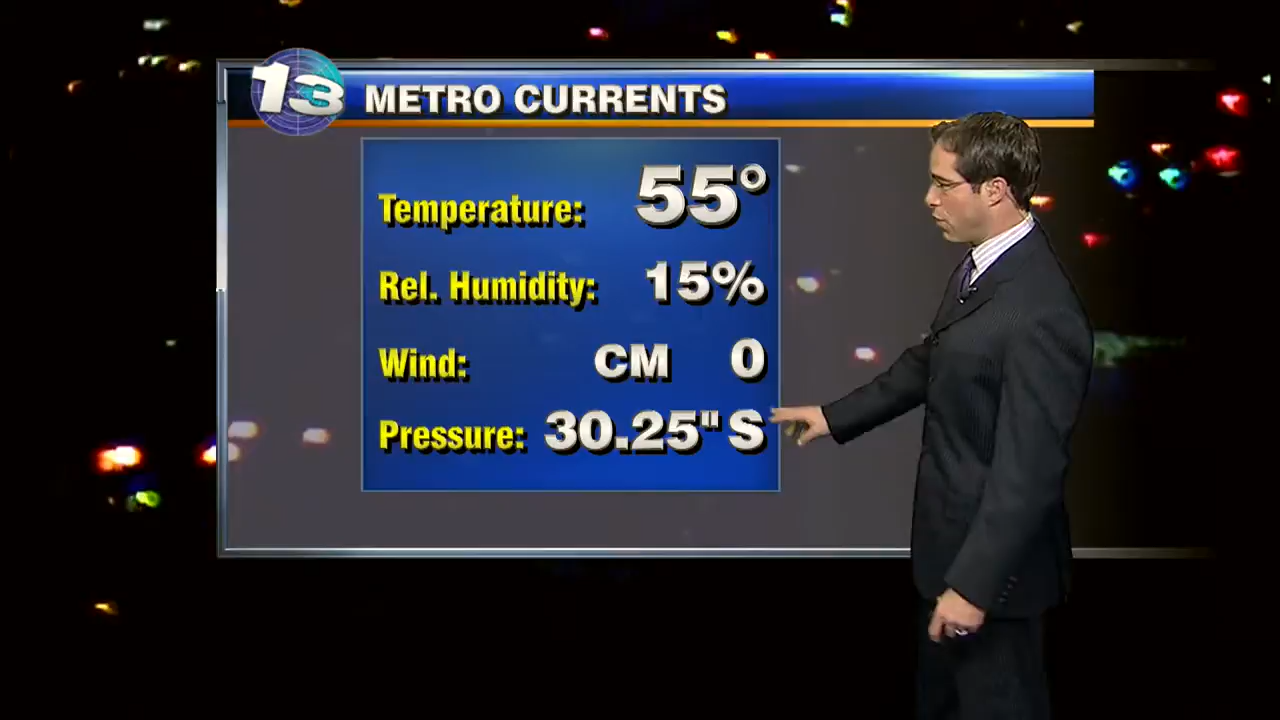 13 METRO CURRENTS
Temperature: 55°
Rel. Humidity: 15%
Wind: CM 0
Pressure: 30.25" S